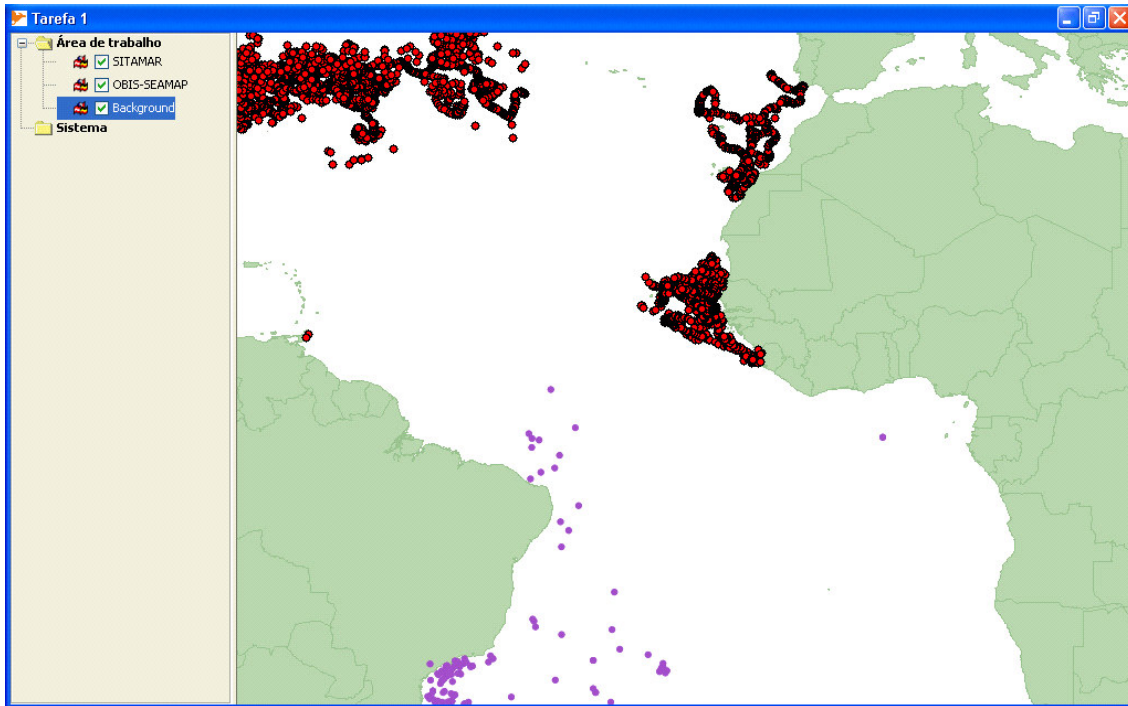 Tarefa 1
Área de trabalho
SITAMAR
OBIS-SEAMAP
Background
Sistema